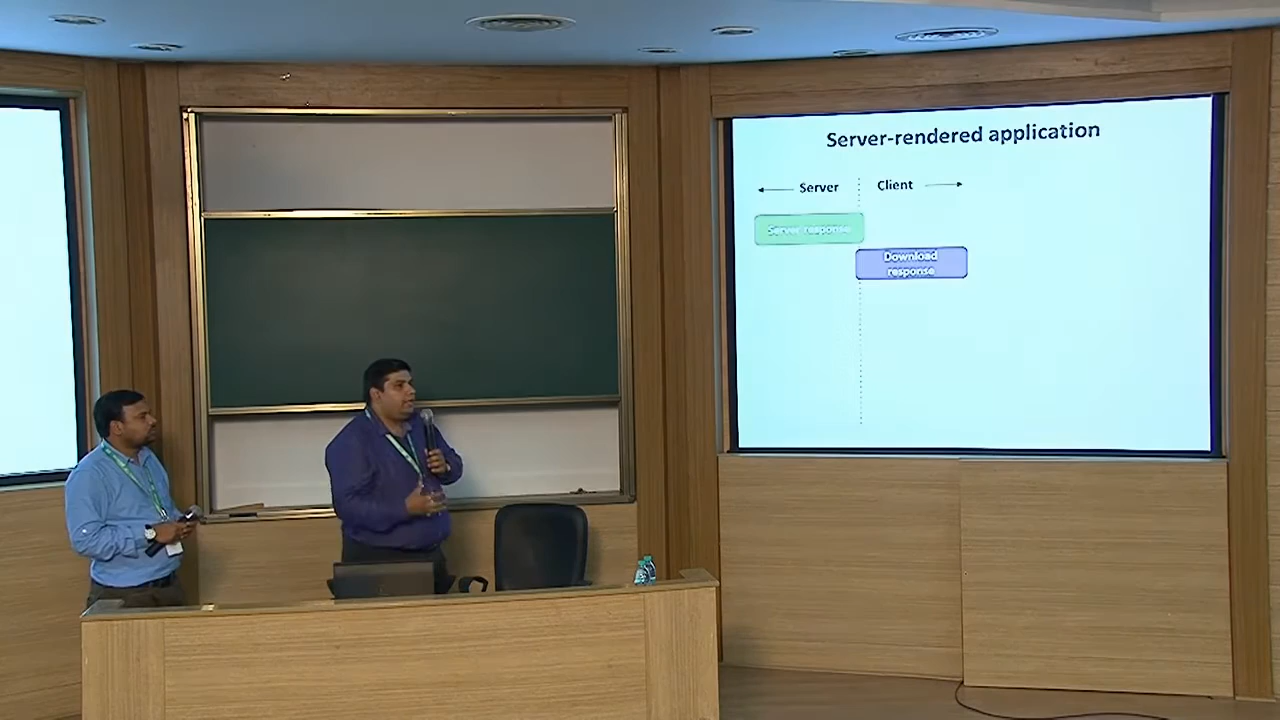 Server-rendered application
Server
Client
Server response
Download
response